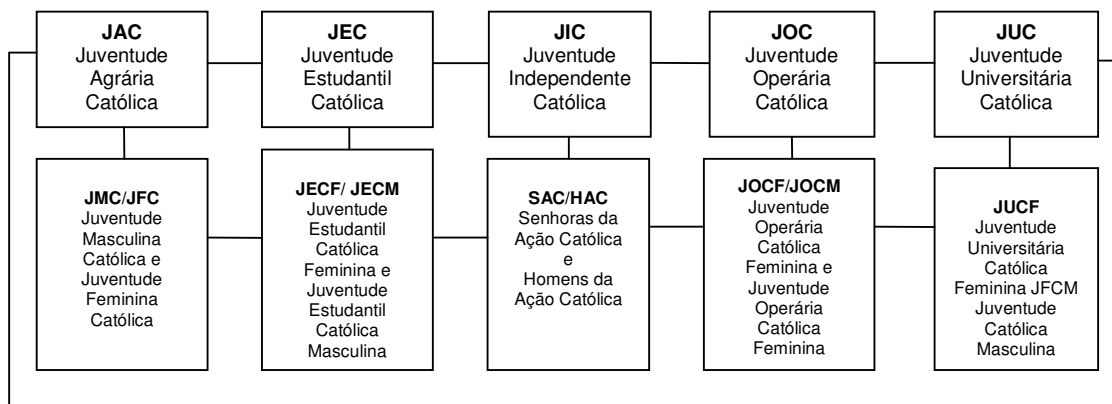 JAC
Juventude
Agrária
Católica
JEC
Juventude
Estudantil
Católica
JIC
Juventude
Independente
Católica
JOC
Juventude
Operária
Católica
JUC
Juventude
Universitária
Católica
JMC/JFC
Juventude
Masculina
Católica e
Juventude
Feminina
Católica
JECF/ JECM
Juventude
Estudantil
Católica
Feminina e
Juventude
Estudantil
Católica
Masculina
SAC/HAC
Senhoras da
Ação Católica
e
Homens da
Ação Católica
JOCF/JOCM
Juventude
Operária
Católica
Feminina e
Juventude
Operária
Católica
Feminina
JUCF
Juventude
Universitária
Católica
Feminina JFCM
Juventude
Católica
Masculina